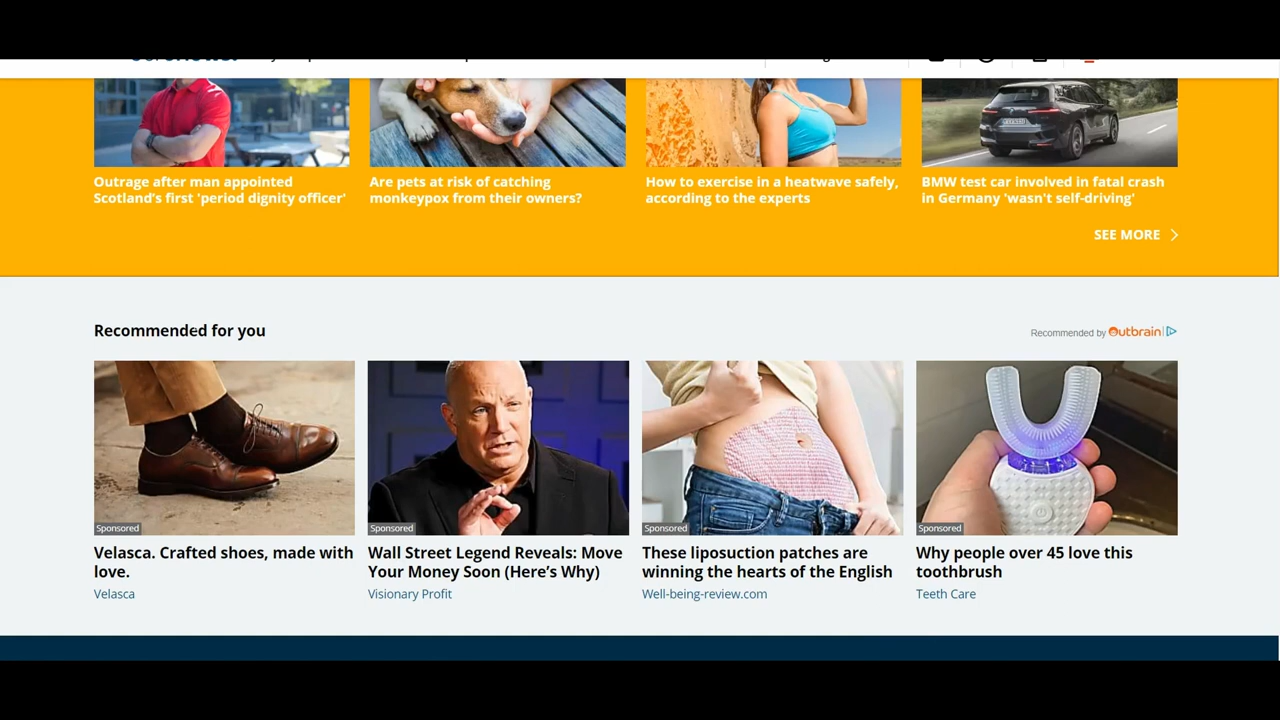 Outrage after man appointed
Scotland's first 'period dignity officer'
Are pets at risk of catching
monkeypox from their owners?
How to exercise in a heatwave safely,
according to the experts
BMW test car involved in fatal crash
in Germany 'wasn't self-driving'
SEE MORE
Recommended for you
Recommended by Outbrain
Sponsored
Velasca. Crafted shoes, made with
love.
Velasca
Sponsored
Wall Street Legend Reveals: Move
Your Money Soon (Here's Why)
Visionary Profit
Sponsored
These liposuction patches are
winning the hearts of the English
Well-being-review.com
Sponsored
Why people over 45 love this
toothbrush
Teeth Care